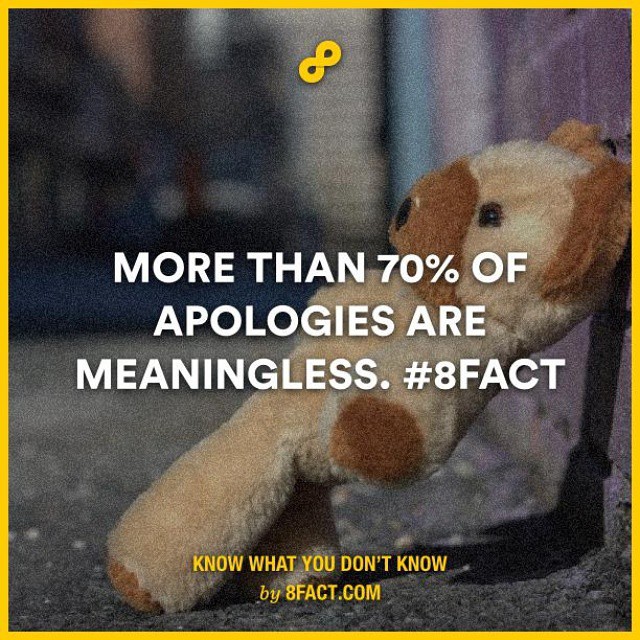 MORE THAN 70% OF
APOLOGIES ARE
MEANINGLESS. #8FACT
KNOW WHAT YOU DON'T KNOW
by 8FACT.COM